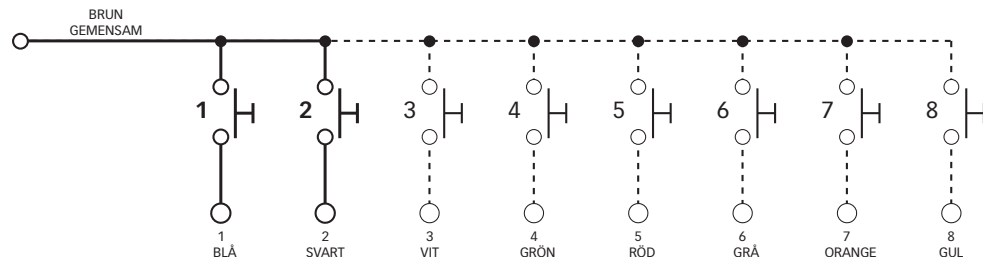 BRUN
GEMENSAM
1 2 3 4 5 6 7 8
1 2 3 4 5 6 7 8
BLÅ SVART VIT GRÖN RÖD GRÅ ORANGE GUL